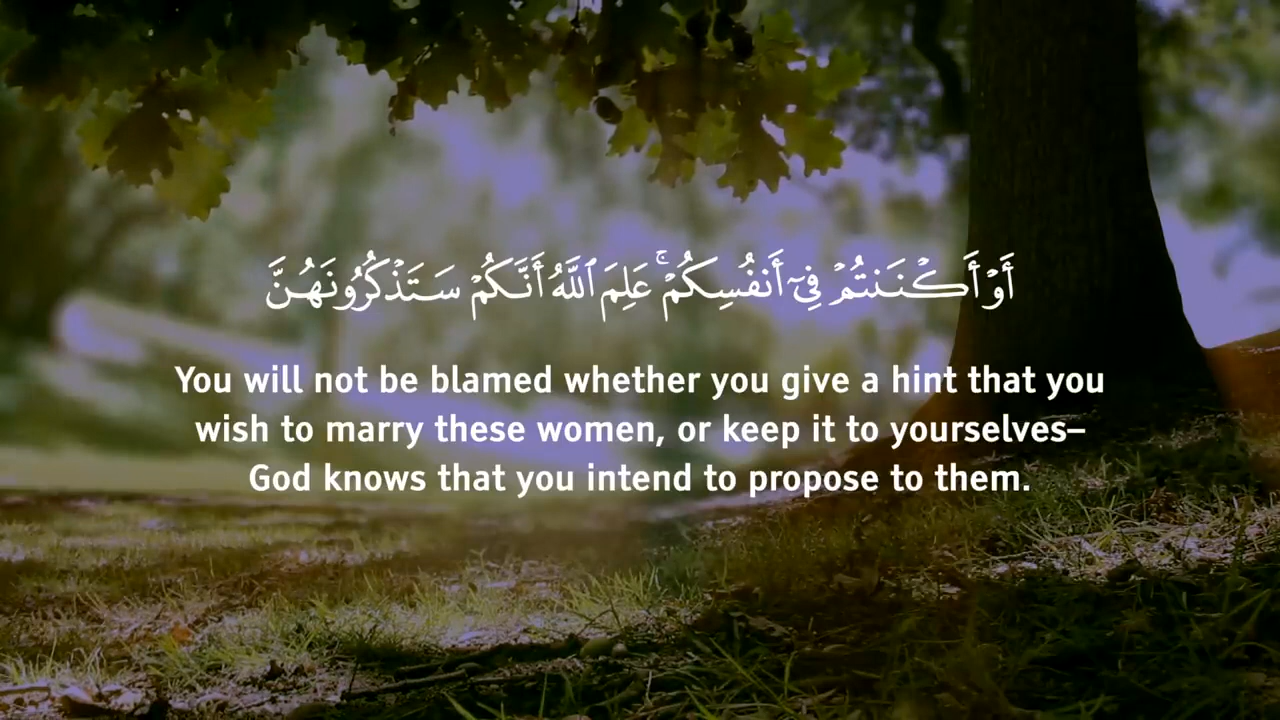 أَوْ أَكْنَنتُمْ فِىٓ أَنفُسِكُمْ ۚ عَلِمَ ٱللَّهُ أَنَّكُمْ سَتَذْكُرُونَهُنَّ
You will not be blamed whether you give a hint that you
wish to marry these women, or keep it to yourselves–
God knows that you intend to propose to them.